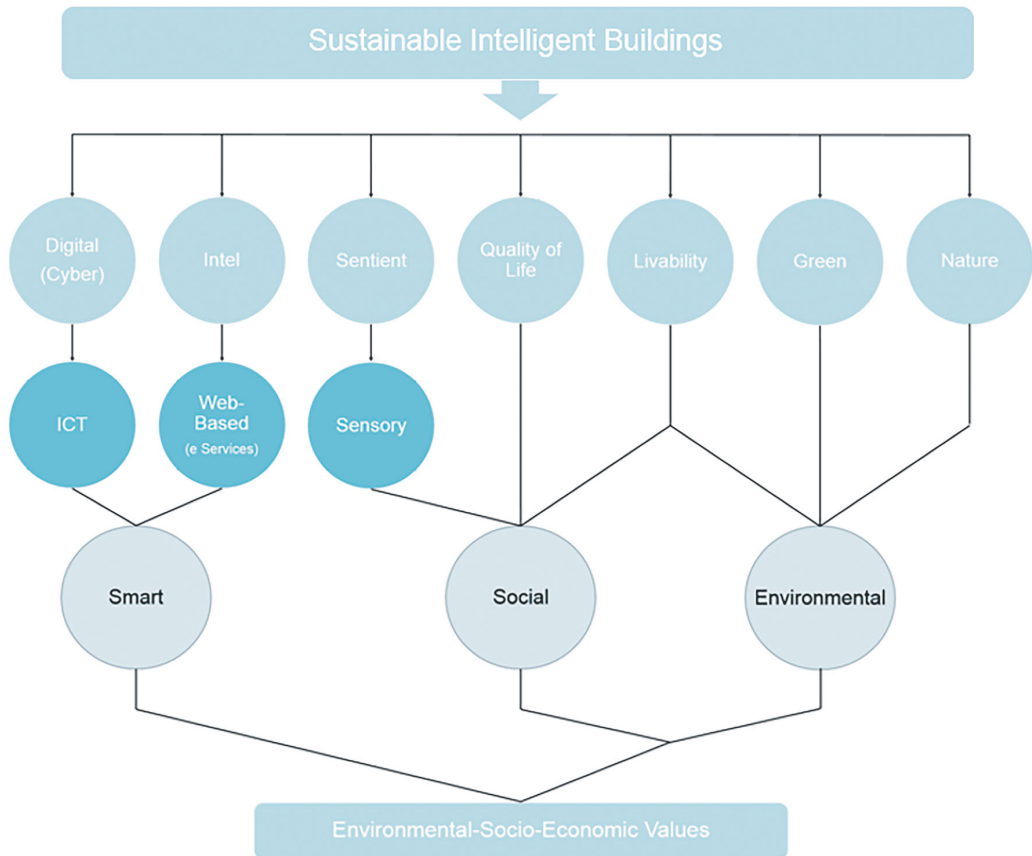 Sustainable Intelligent Buildings
Digital
(Cyber)
Intel
Sentient
Quality of
Life
Livability
Green
Nature
ICT
Web-
Based
(e Services)
Sensory
Smart
Social
Environmental
Environmental-Socio-Economic Values